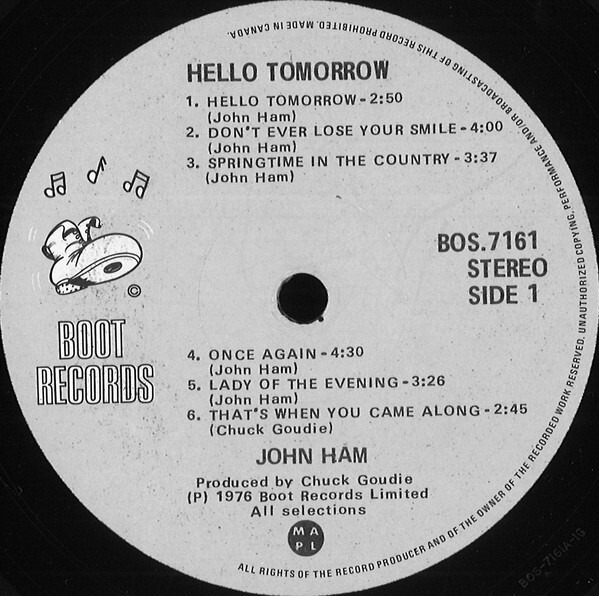 HELLO TOMORROW
1. HELLO TOMORROW - 2:50
(John Ham)
2. DON'T EVER LOSE YOUR SMILE - 4:00
(John Ham)
3. SPRINGTIME IN THE COUNTRY - 3:37
(John Ham)
BOS.7161
STEREO
SIDE 1
©
BOOT
RECORDS
4. ONCE AGAIN - 4:30
(John Ham)
5. LADY OF THE EVENING - 3:26
(John Ham)
6. THAT'S WHEN YOU CAME ALONG - 2:45
(Chuck Goudie)
JOHN HAM
Produced by Chuck Goudie
(P) 1976 Boot Records Limited
All selections
M A
P L
ALL RIGHTS OF THE RECORD PRODUCER AND OF THE OWNER OF THE RECORDED WORK RESERVED. UNAUTHORIZED COPYING, PERFORMANCE AND/OR BROADCASTING OF THIS RECORD PROHIBITED. MADE IN CANADA.
BOS-7161A-1G